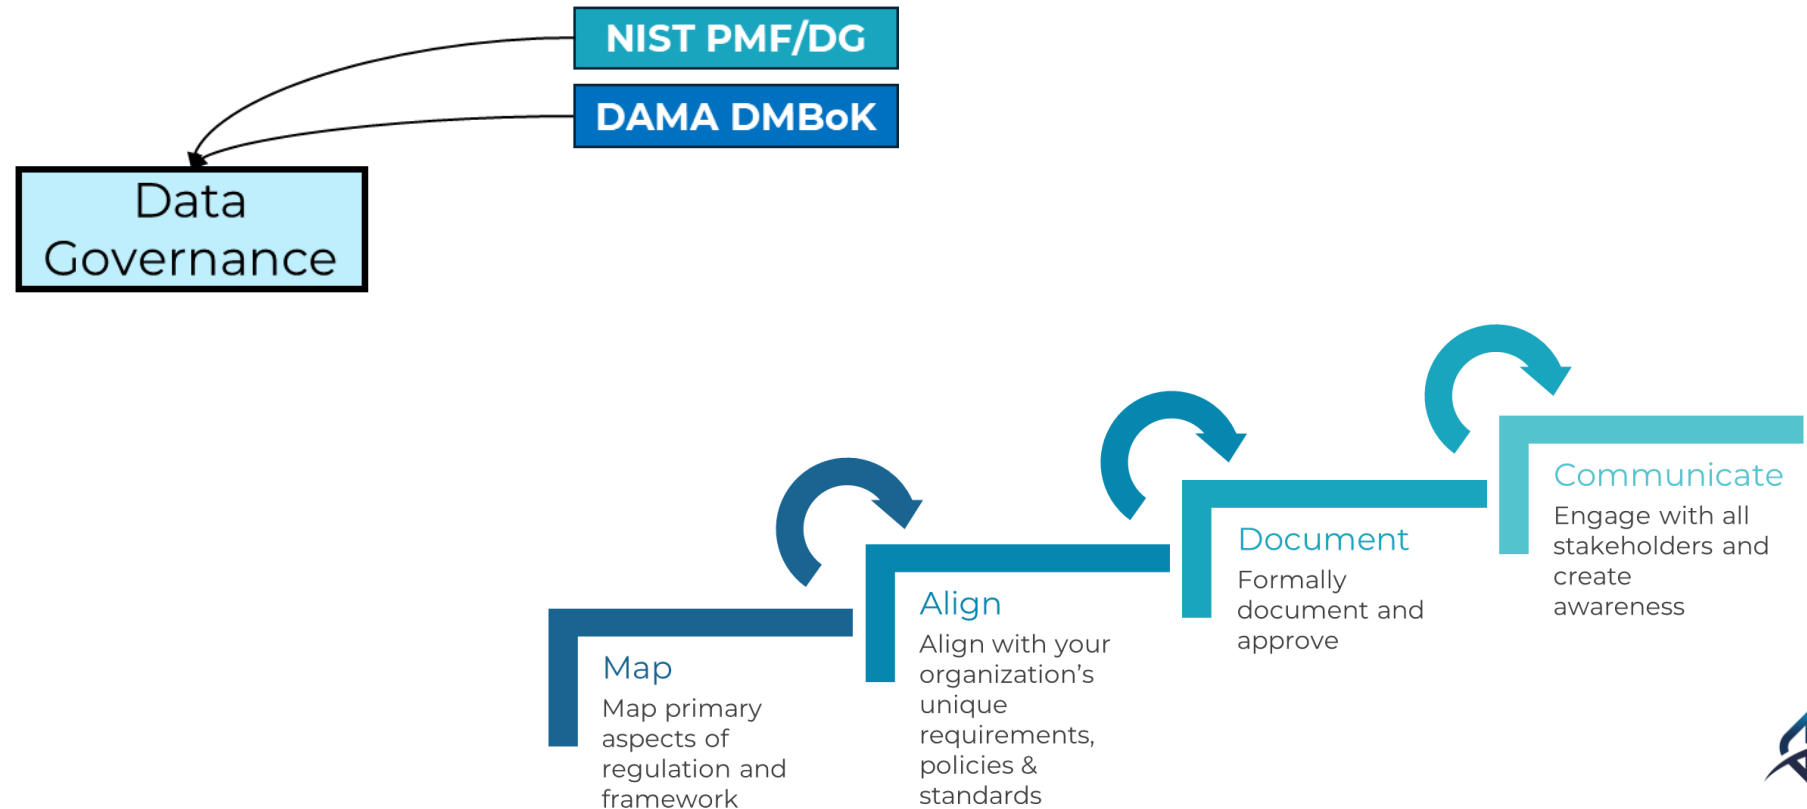 NIST PMF/DG
DAMA DMBoK
Data
Governance
Map
Map primary
aspects of
regulation and
framework
Align
Align with your
organization’s
unique
requirements,
policies &
standards
Document
Formally
document and
approve
Communicate
Engage with all
stakeholders and
create
awareness